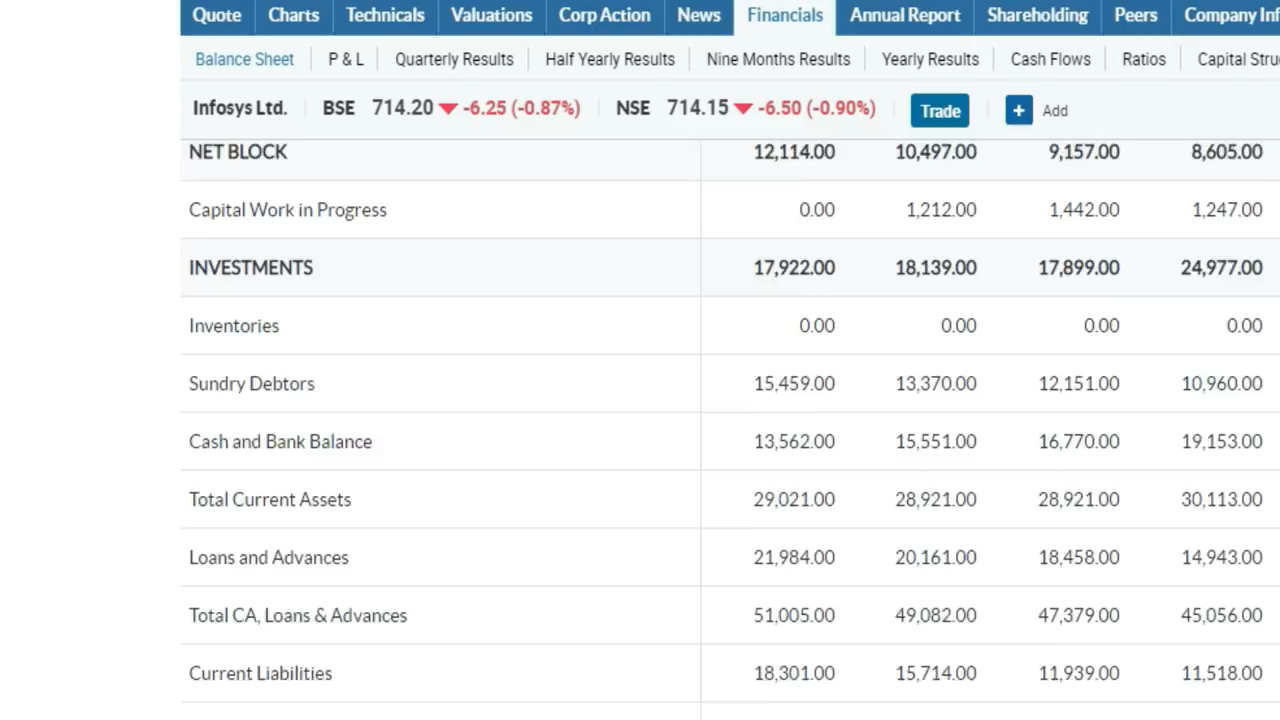 Quote Charts Technicals Valuations Corp Action News Financials Annual Report Shareholding Peers Company Inf
Balance Sheet P & L Quarterly Results Half Yearly Results Nine Months Results Yearly Results Cash Flows Ratios Capital Stru
Infosys Ltd. BSE 714.20 -6.25 (-0.87%) NSE 714.15 -6.50 (-0.90%) Trade + Add
NET BLOCK 12,114.00 10,497.00 9,157.00 8,605.00
Capital Work in Progress 0.00 1,212.00 1,442.00 1,247.00
INVESTMENTS 17,922.00 18,139.00 17,899.00 24,977.00
Inventories 0.00 0.00 0.00 0.00
Sundry Debtors 15,459.00 13,370.00 12,151.00 10,960.00
Cash and Bank Balance 13,562.00 15,551.00 16,770.00 19,153.00
Total Current Assets 29,021.00 28,921.00 28,921.00 30,113.00
Loans and Advances 21,984.00 20,161.00 18,458.00 14,943.00
Total CA, Loans & Advances 51,005.00 49,082.00 47,379.00 45,056.00
Current Liabilities 18,301.00 15,714.00 11,939.00 11,518.00